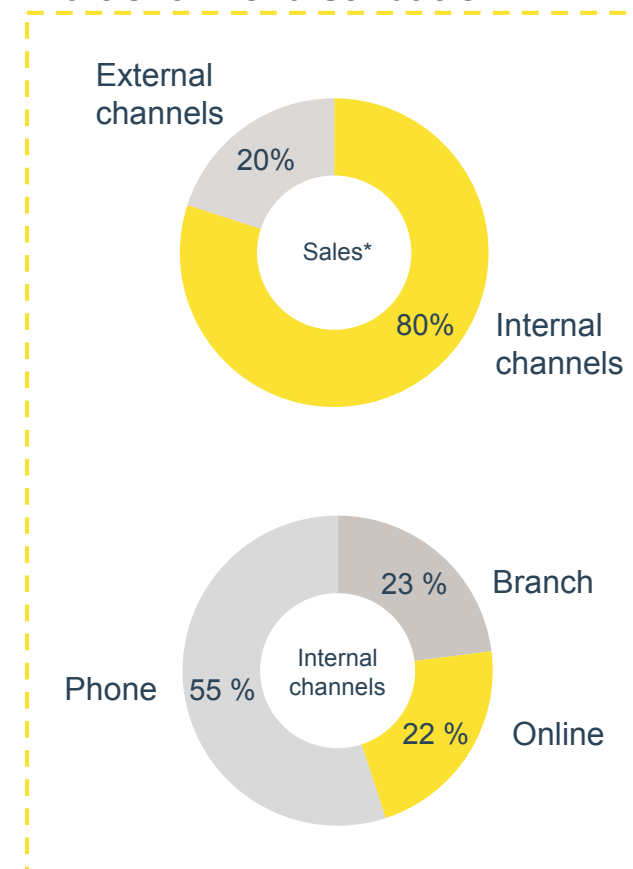 External
channels
20%
Sales*
80%
Internal
channels
23 %
Branch
Internal
channels
Phone
55 %
22 %
Online